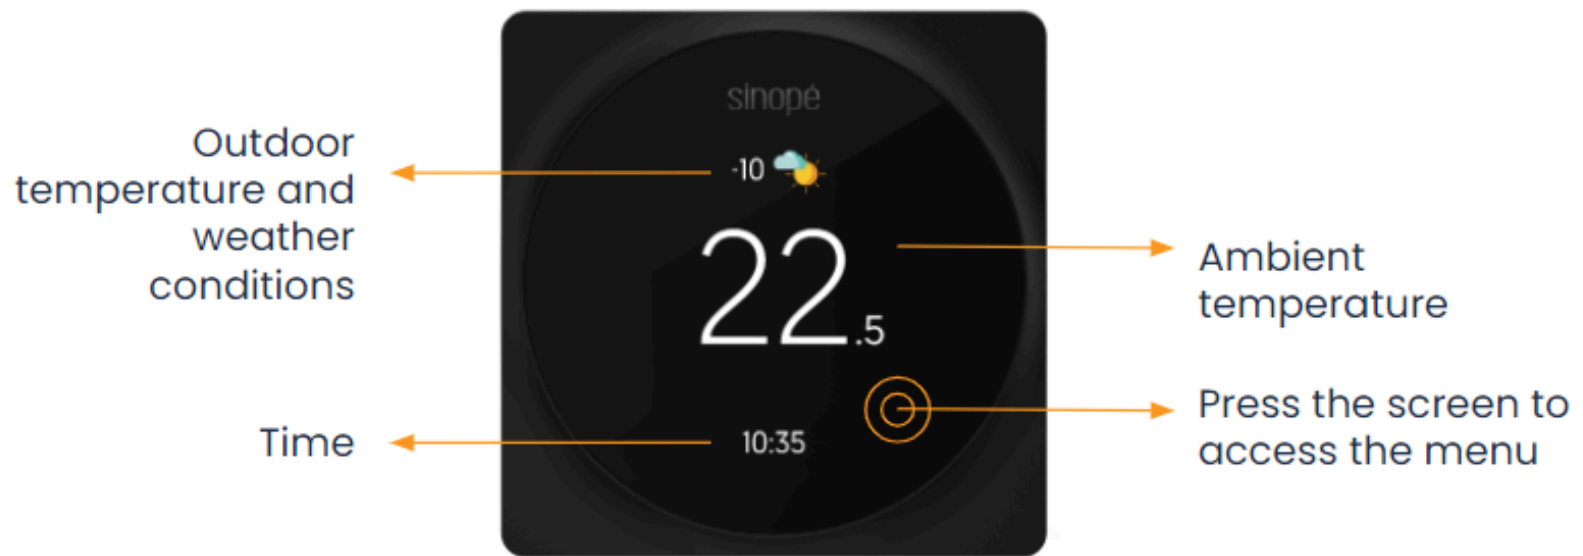 sinopé
Outdoor
temperature and
weather
conditions
-10
22.5
Ambient
temperature
Press the screen to
access the menu
Time
10:35